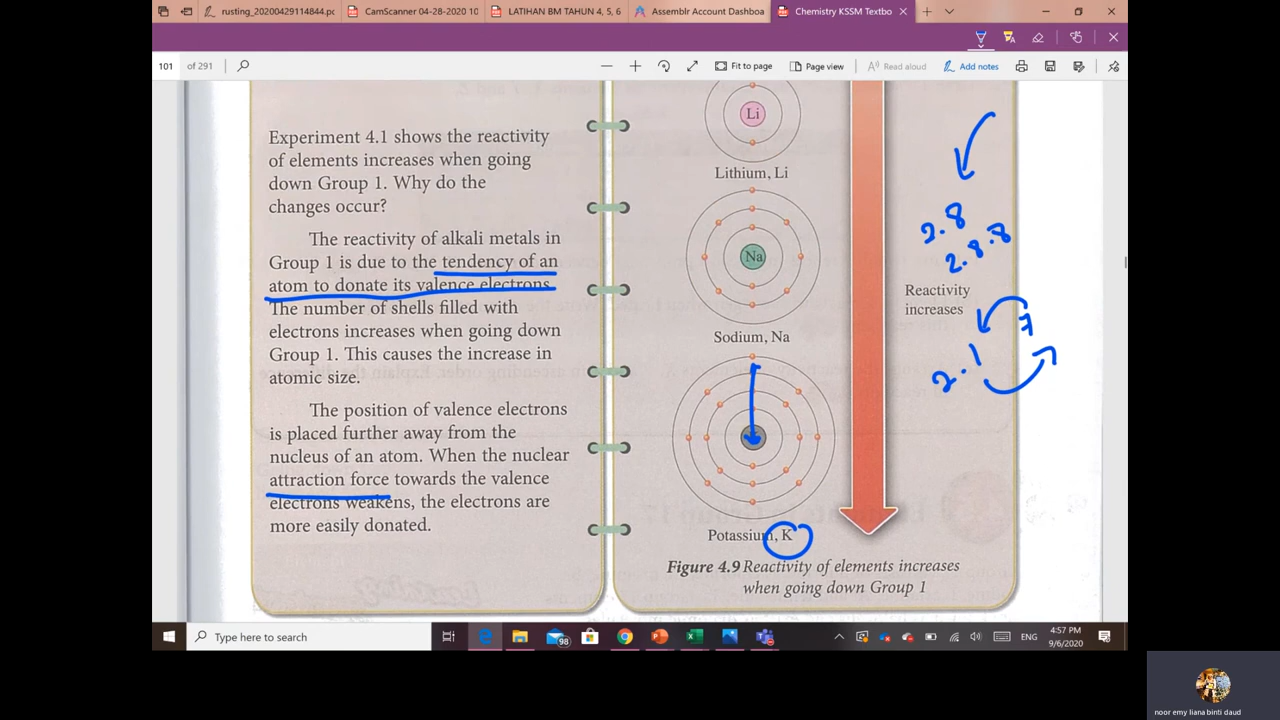 rusting_20200429114844.pd
CamScanner 04-28-2020 10
LATIHAN BM TAHUN 4, 5, 6
Assemblr Account Dashboa
Chemistry KSSM Textbo
101 of 291
Fit to page
Page view
Read aloud
Add notes
Experiment 4.1 shows the reactivity
of elements increases when going
down Group 1. Why do the
changes occur?
The reactivity of alkali metals in
Group 1 is due to the tendency of an
atom to donate its valence electrons.
The number of shells filled with
electrons increases when going down
Group 1. This causes the increase in
atomic size.
The position of valence electrons
is placed further away from the
nucleus of an atom. When the nuclear
attraction force towards the valence
electrons weakens, the electrons are
more easily donated.
Li
Lithium, Li
Na
Sodium, Na
Potassium, K
Reactivity
increases
2.8
2.8.8
7
2.1
Figure 4.9 Reactivity of elements increases
when going down Group 1
Type here to search
98
ENG
4:57 PM
9/6/2020
noor emy liana binti daud